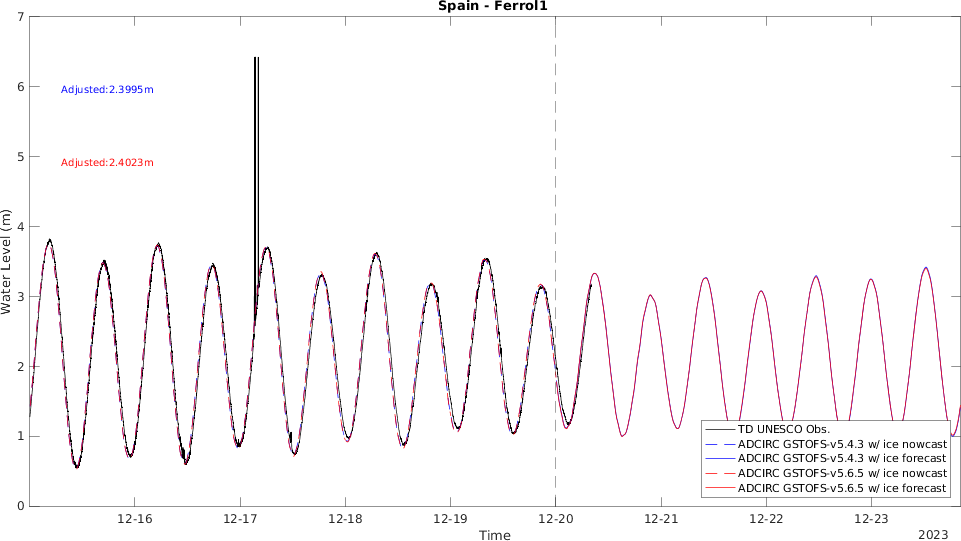 Spain - Ferrol1
7
6
5
4
3
2
1
0
Water Level (m)
Adjusted:2.3995m
Adjusted:2.4023m
TD UNESCO Obs.
ADCIRC GSTOFS-v5.4.3 w/ ice nowcast
ADCIRC GSTOFS-v5.4.3 w/ ice forecast
ADCIRC GSTOFS-v5.6.5 w/ ice nowcast
ADCIRC GSTOFS-v5.6.5 w/ ice forecast
12-16 12-17 12-18 12-19 12-20 12-21 12-22 12-23
Time
2023